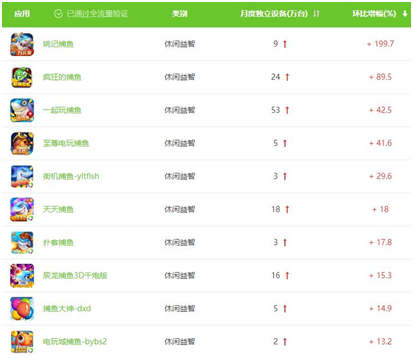 应用 已通过全流量验证 类别 月度独立设备(万台) 环比增幅(%)
姚记捕鱼 休闲益智 9 + 199.7
疯狂的捕鱼 休闲益智 24 + 89.5
一起玩捕鱼 休闲益智 53 + 42.5
至尊电玩捕鱼 休闲益智 5 + 41.6
街机捕鱼-yltfish 休闲益智 3 + 29.6
天天捕鱼 休闲益智 18 + 18
扑客捕鱼 休闲益智 3 + 17.8
辰龙捕鱼3D千炮版 休闲益智 16 + 15.3
捕鱼大神-dxd 休闲益智 5 + 14.9
电玩城捕鱼-bybs2 休闲益智 2 + 13.2